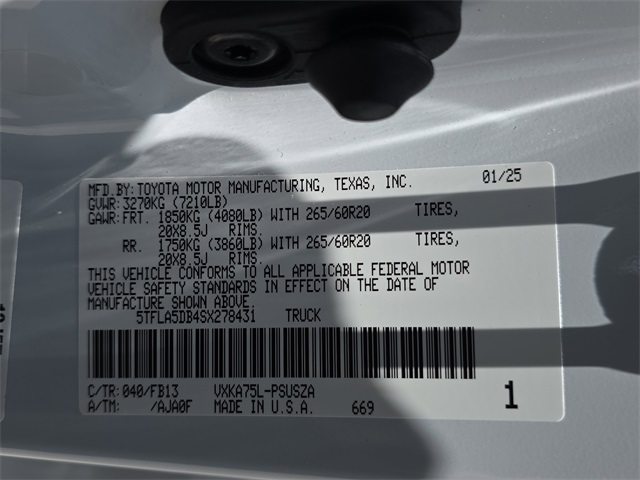 MFD.BY:TOYOTA MOTOR MANUFACTURING, TEXAS, INC. 01/25
GVWR:3270KG (7210LB)
GAWR:FRT. 1850KG (4080LB) WITH 265/60R20 TIRES,
20X8.5J RIMS.
RR. 1750KG (3860LB) WITH 265/60R20 TIRES,
20X8.5J RIMS.
THIS VEHICLE CONFORMS TO ALL APPLICABLE FEDERAL MOTOR
VEHICLE SAFETY STANDARDS IN EFFECT ON THE DATE OF
MANUFACTURE SHOWN ABOVE.
5TFLA5DB4SX278431 TRUCK
C/TR:040/FB13 VXKA75L-PSUSZA
A/TM: /AJA0F MADE IN U.S.A. 669 1